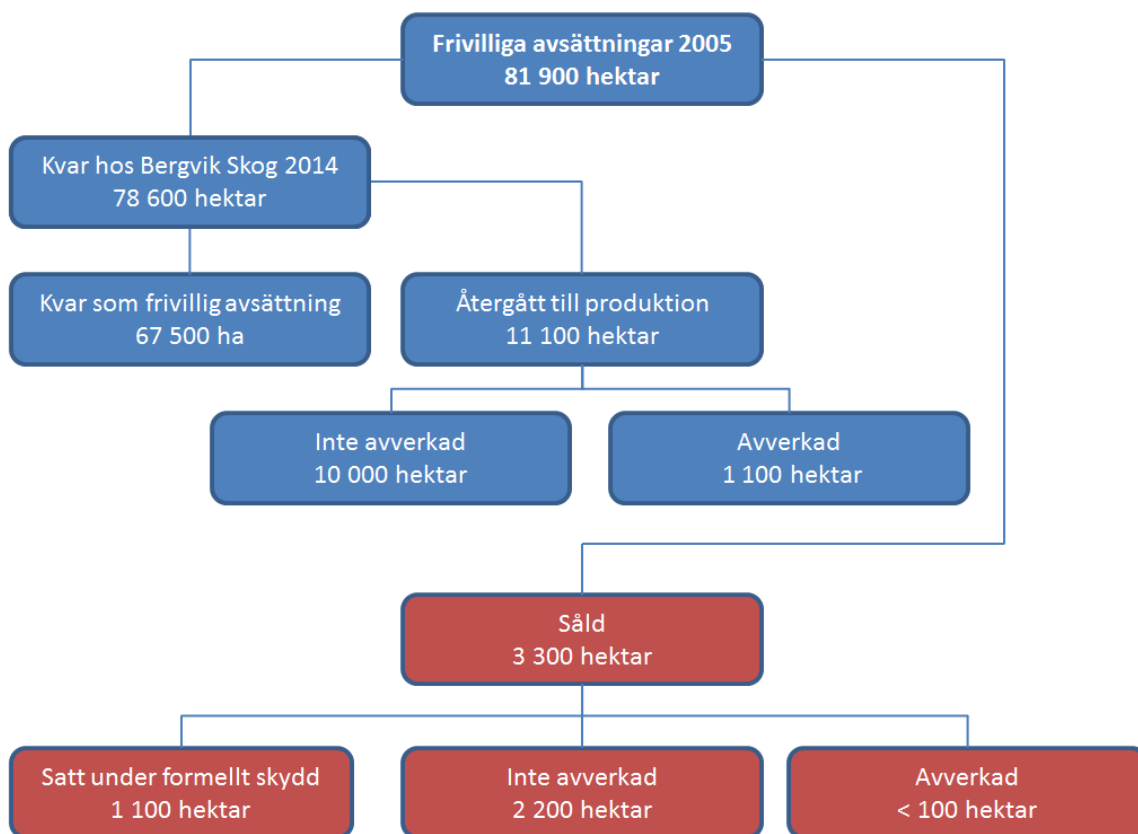 Frivilliga avsättningar 2005
81 900 hektar
Kvar hos Bergvik Skog 2014
78 600 hektar
Kvar som frivillig avsättning
67 500 ha
Återgått till produktion
11 100 hektar
Inte avverkad
10 000 hektar
Avverkad
1 100 hektar
Såld
3 300 hektar
Satt under formellt skydd
1 100 hektar
Inte avverkad
2 200 hektar
Avverkad
< 100 hektar